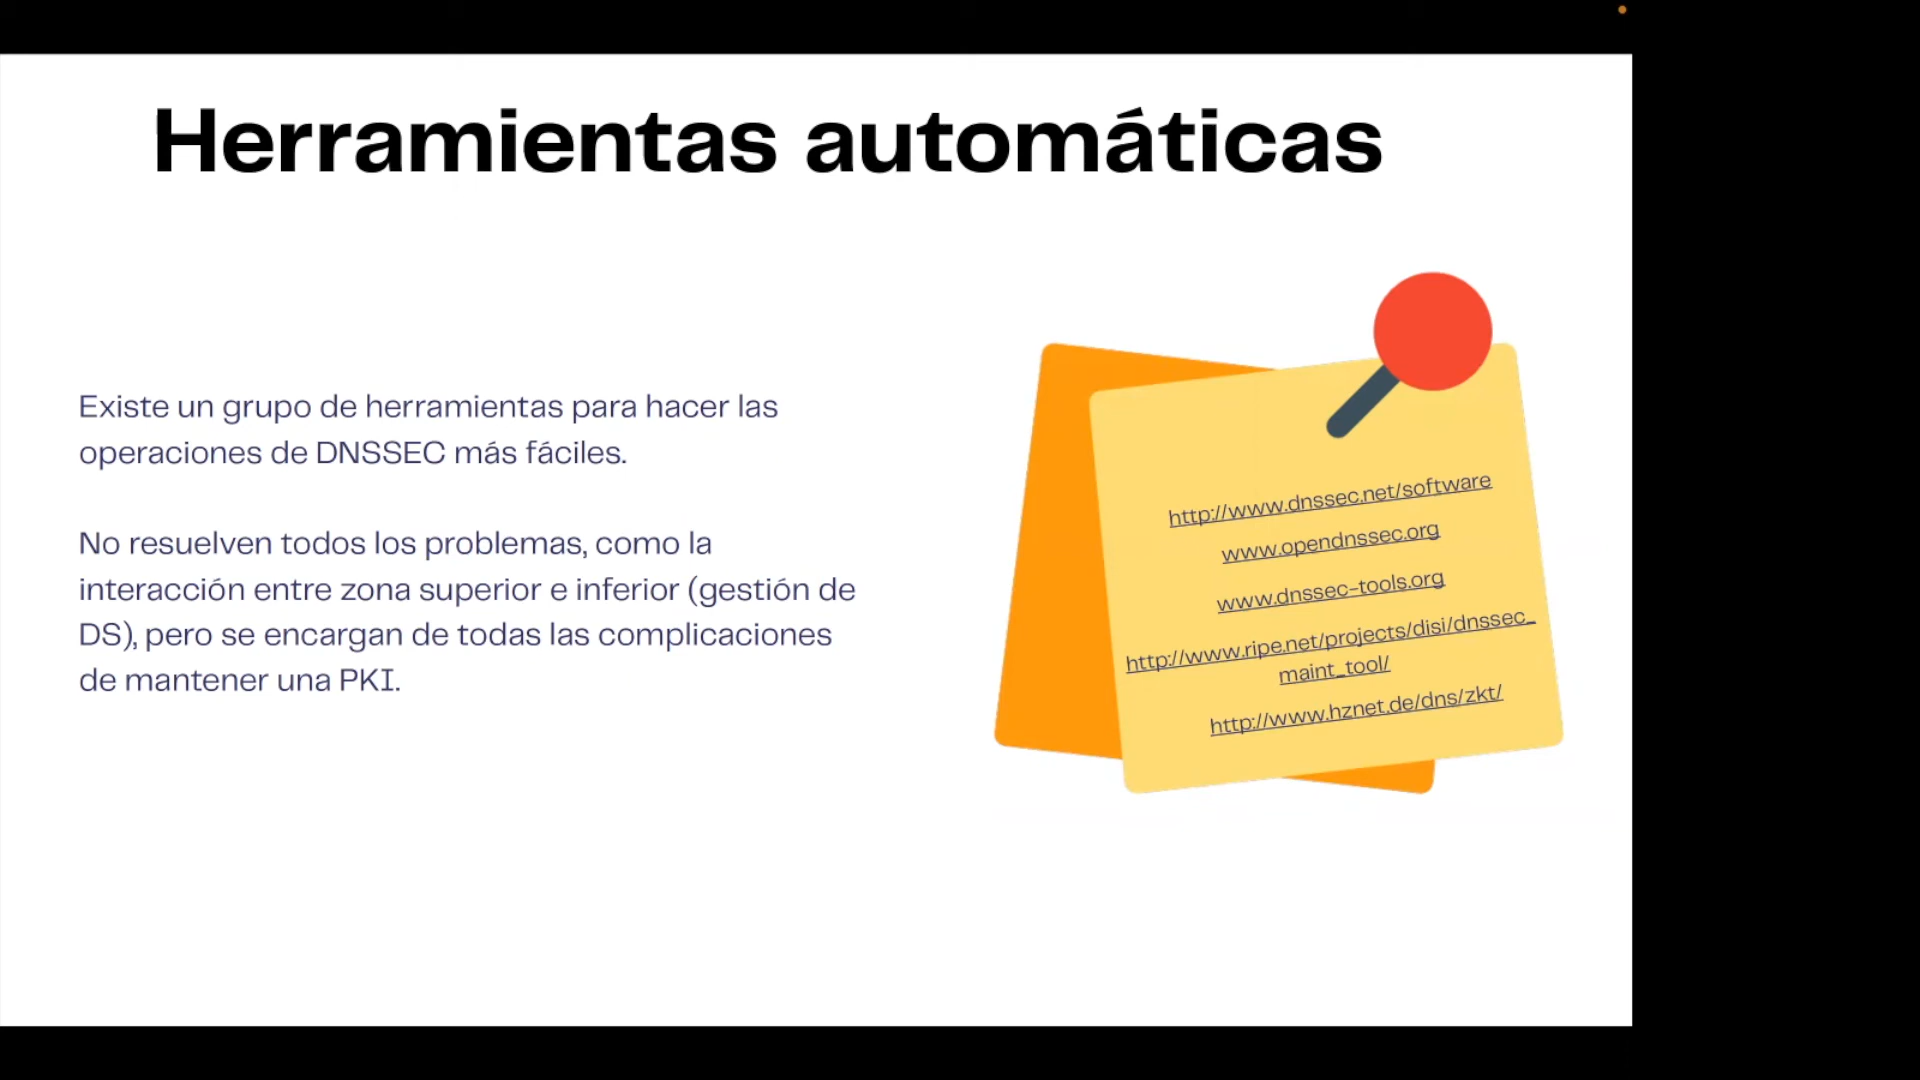 Herramientas automáticas
Existe un grupo de herramientas para hacer las
operaciones de DNSSEC más fáciles.
No resuelven todos los problemas, como la
interacción entre zona superior e inferior (gestión de
DS), pero se encargan de todas las complicaciones
de mantener una PKI.
http://www.dnssec.net/software
www.opendnssec.org
www.dnssec-tools.org
http://www.ripe.net/projects/disi/dnssec_
maint_tool/
http://www.hznet.de/dns/zkt/